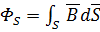 Φ_S = ∫_S B̅ dS̅